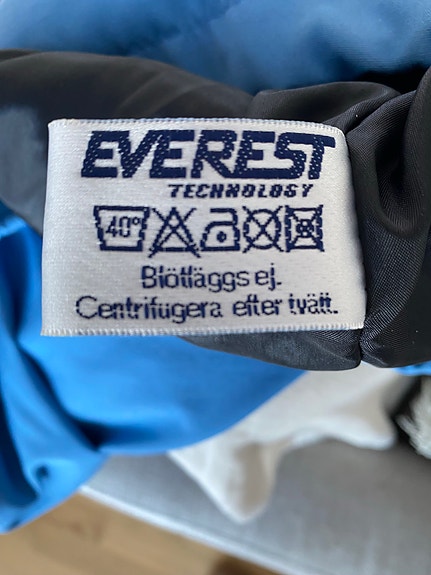 EVEREST
TECHNOLOGY
40°
Blötläggs ej.
Centrifugera efter tvätt.